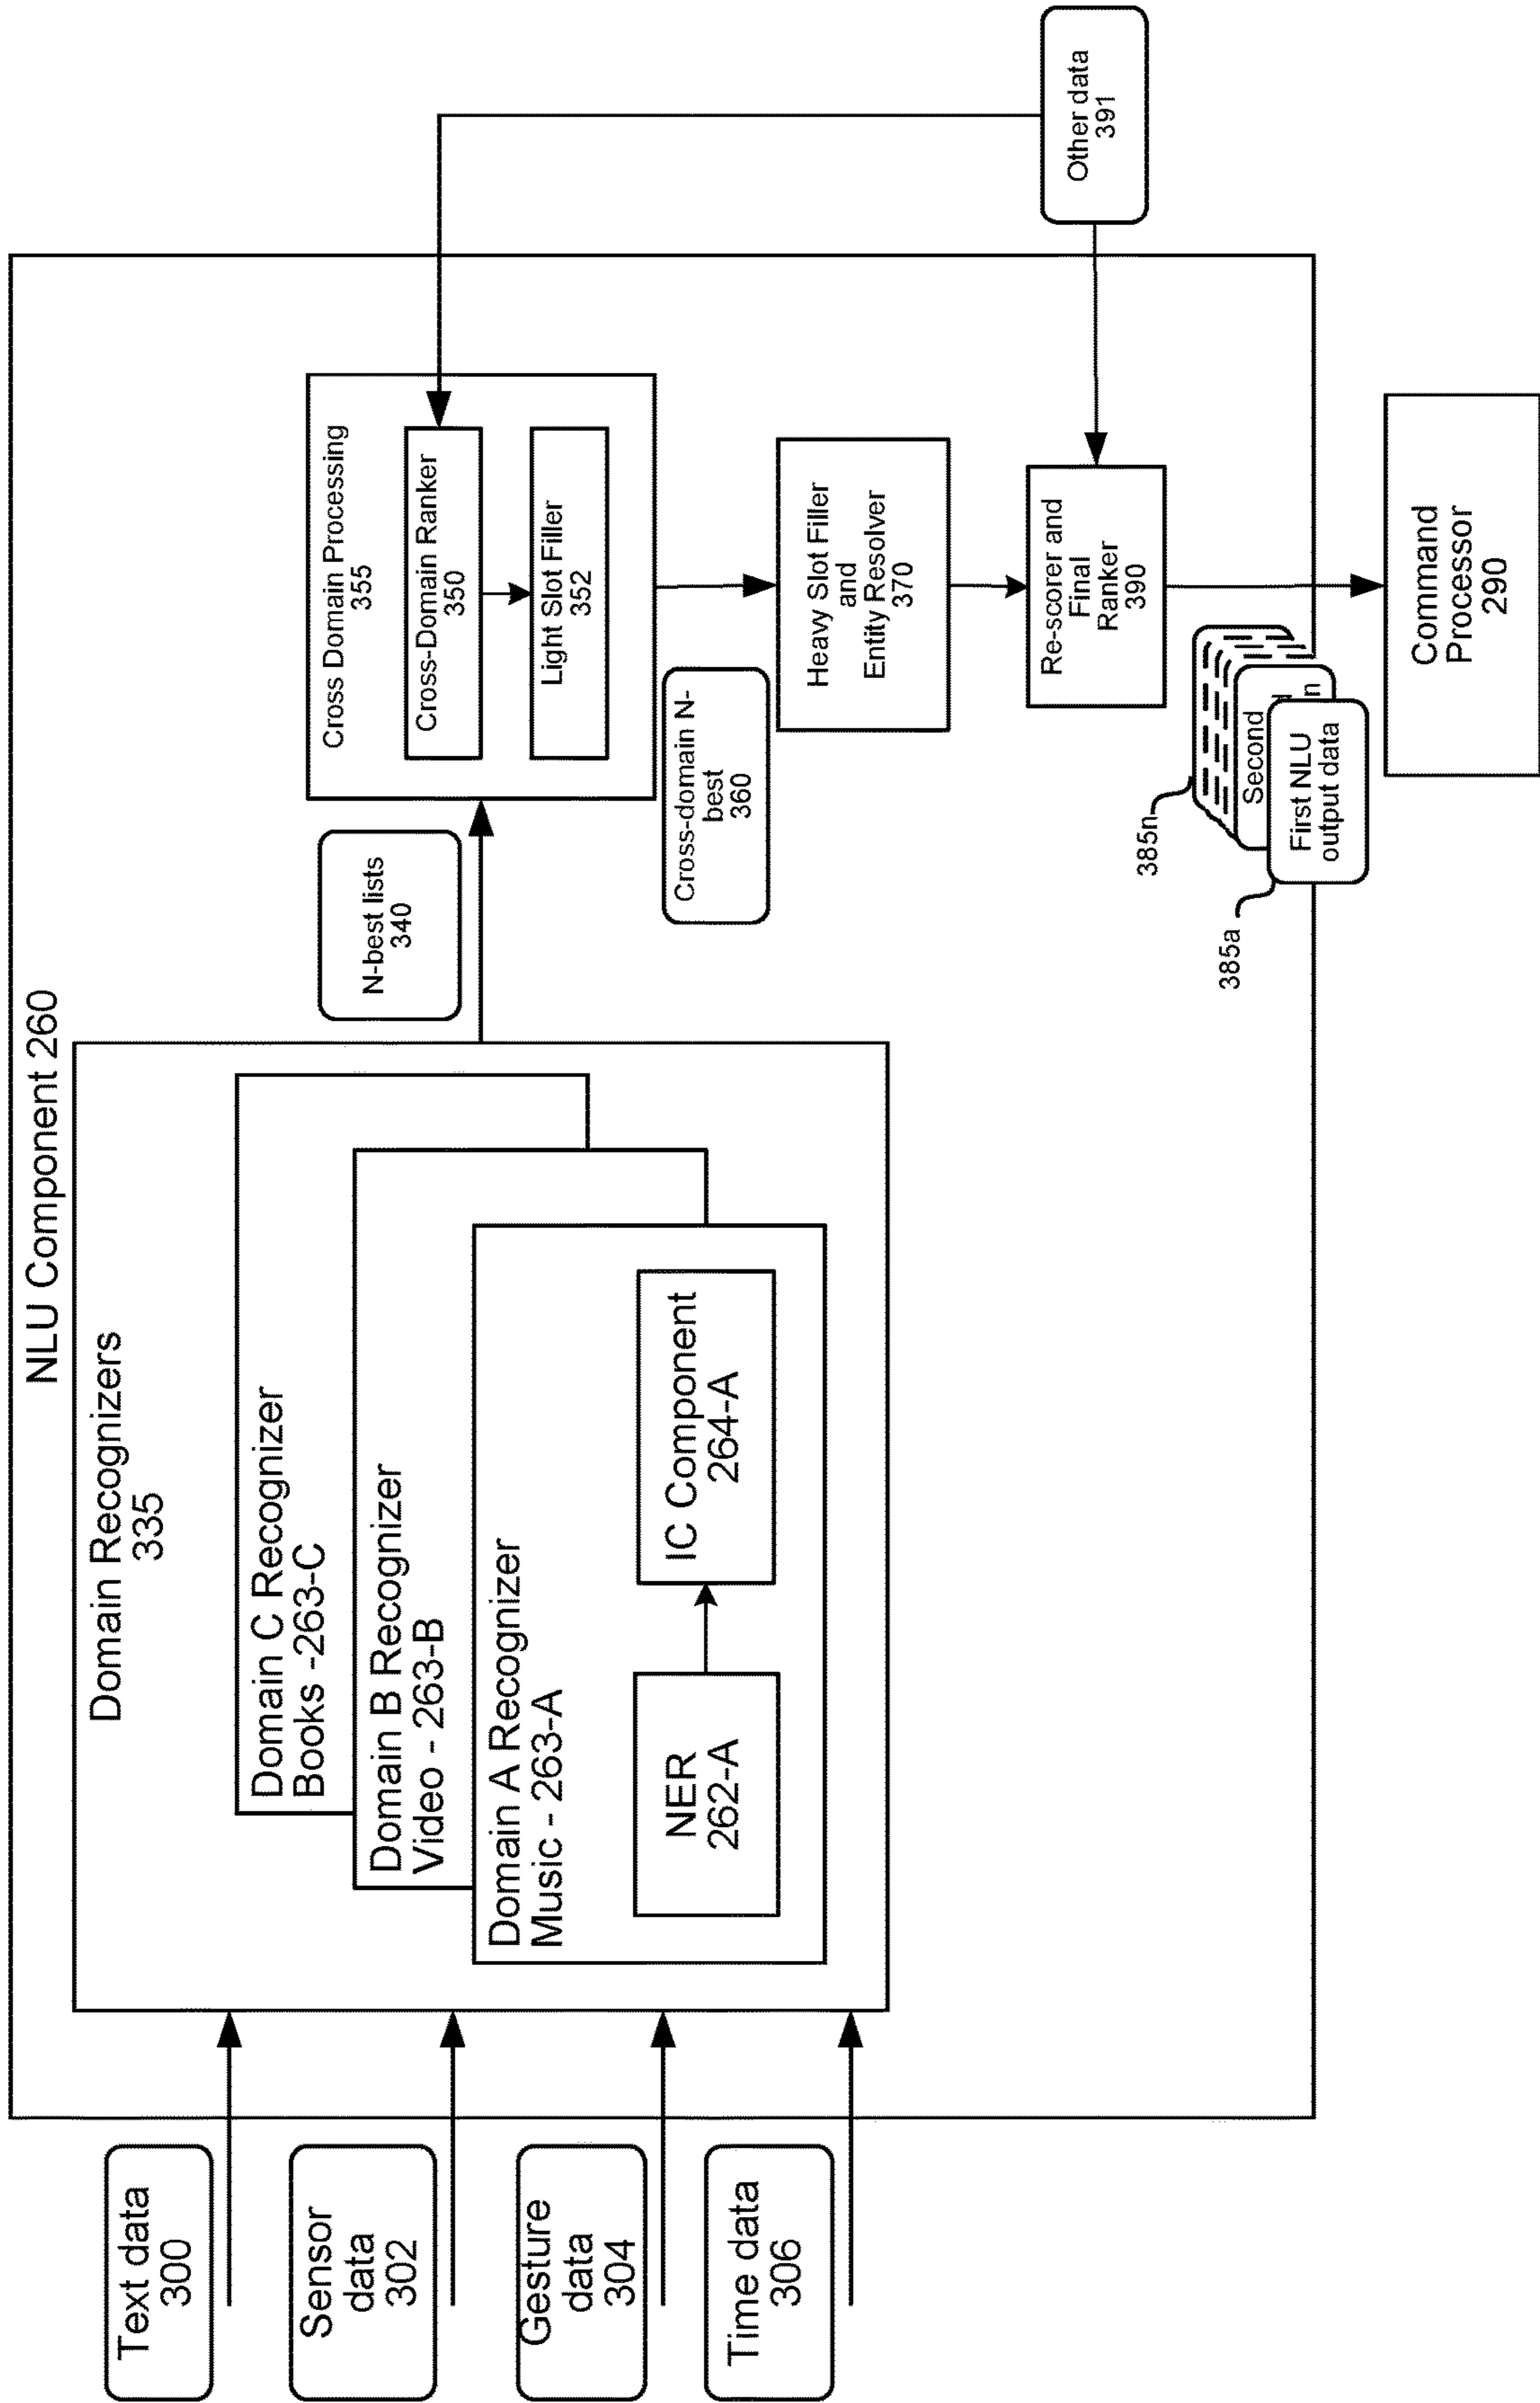 NLU Component 260
Text data
300
Sensor
data
302
Gesture
data
304
Time data
306
Domain Recognizers
335
Domain C Recognizer
Books -263-C
Domain B Recognizer
Video - 263-B
Domain A Recognizer
Music - 263-A
NER
262-A
IC Component
264-A
N-best lists
340
Cross Domain Processing
355
Cross-Domain Ranker
350
Light Slot Filler
352
Cross-domain N-
best
360
Heavy Slot Filler
and
Entity Resolver
370
Re-scorer and
Final
Ranker
390
Other data
391
385n
385a
Second
n
First NLU
output data
Command
Processor
290